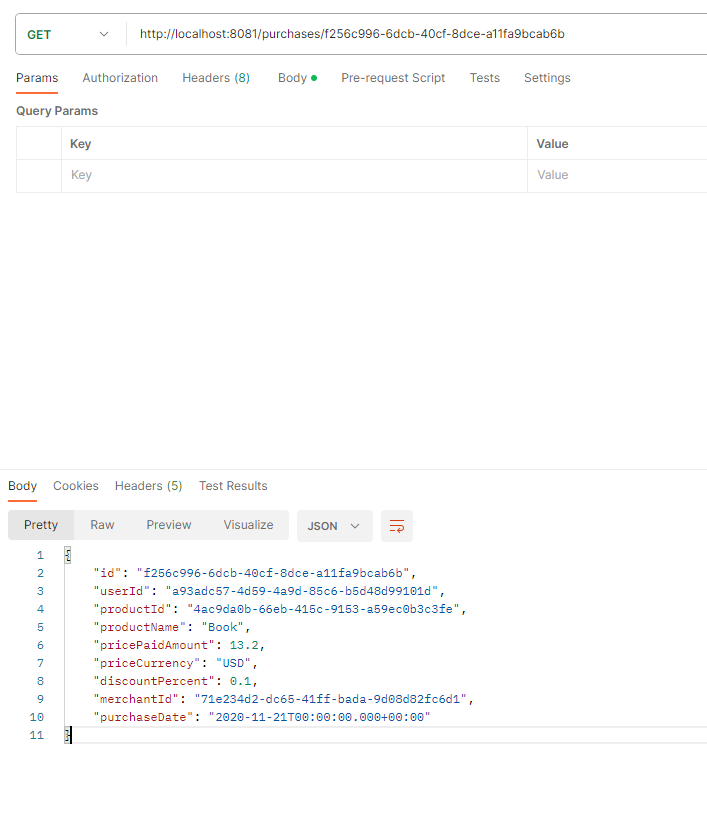 GET http://localhost:8081/purchases/f256c996-6dcb-40cf-8dce-a11fa9bcab6b
Params Authorization Headers (8) Body Pre-request Script Tests Settings
Query Params
Key Value
Key Value
Body Cookies Headers (5) Test Results
Pretty Raw Preview Visualize JSON
1 {
2 "id": "f256c996-6dcb-40cf-8dce-a11fa9bcab6b",
3 "userId": "a93adc57-4d59-4a9d-85c6-b5d48d99101d",
4 "productId": "4ac9da0b-66eb-415c-9153-a59ec0b3c3fe",
5 "productName": "Book",
6 "pricePaidAmount": 13.2,
7 "priceCurrency": "USD",
8 "discountPercent": 0.1,
9 "merchantId": "71e234d2-dc65-41ff-bada-9d08d82fc6d1",
10 "purchaseDate": "2020-11-21T00:00:00.000+00:00"
11 }